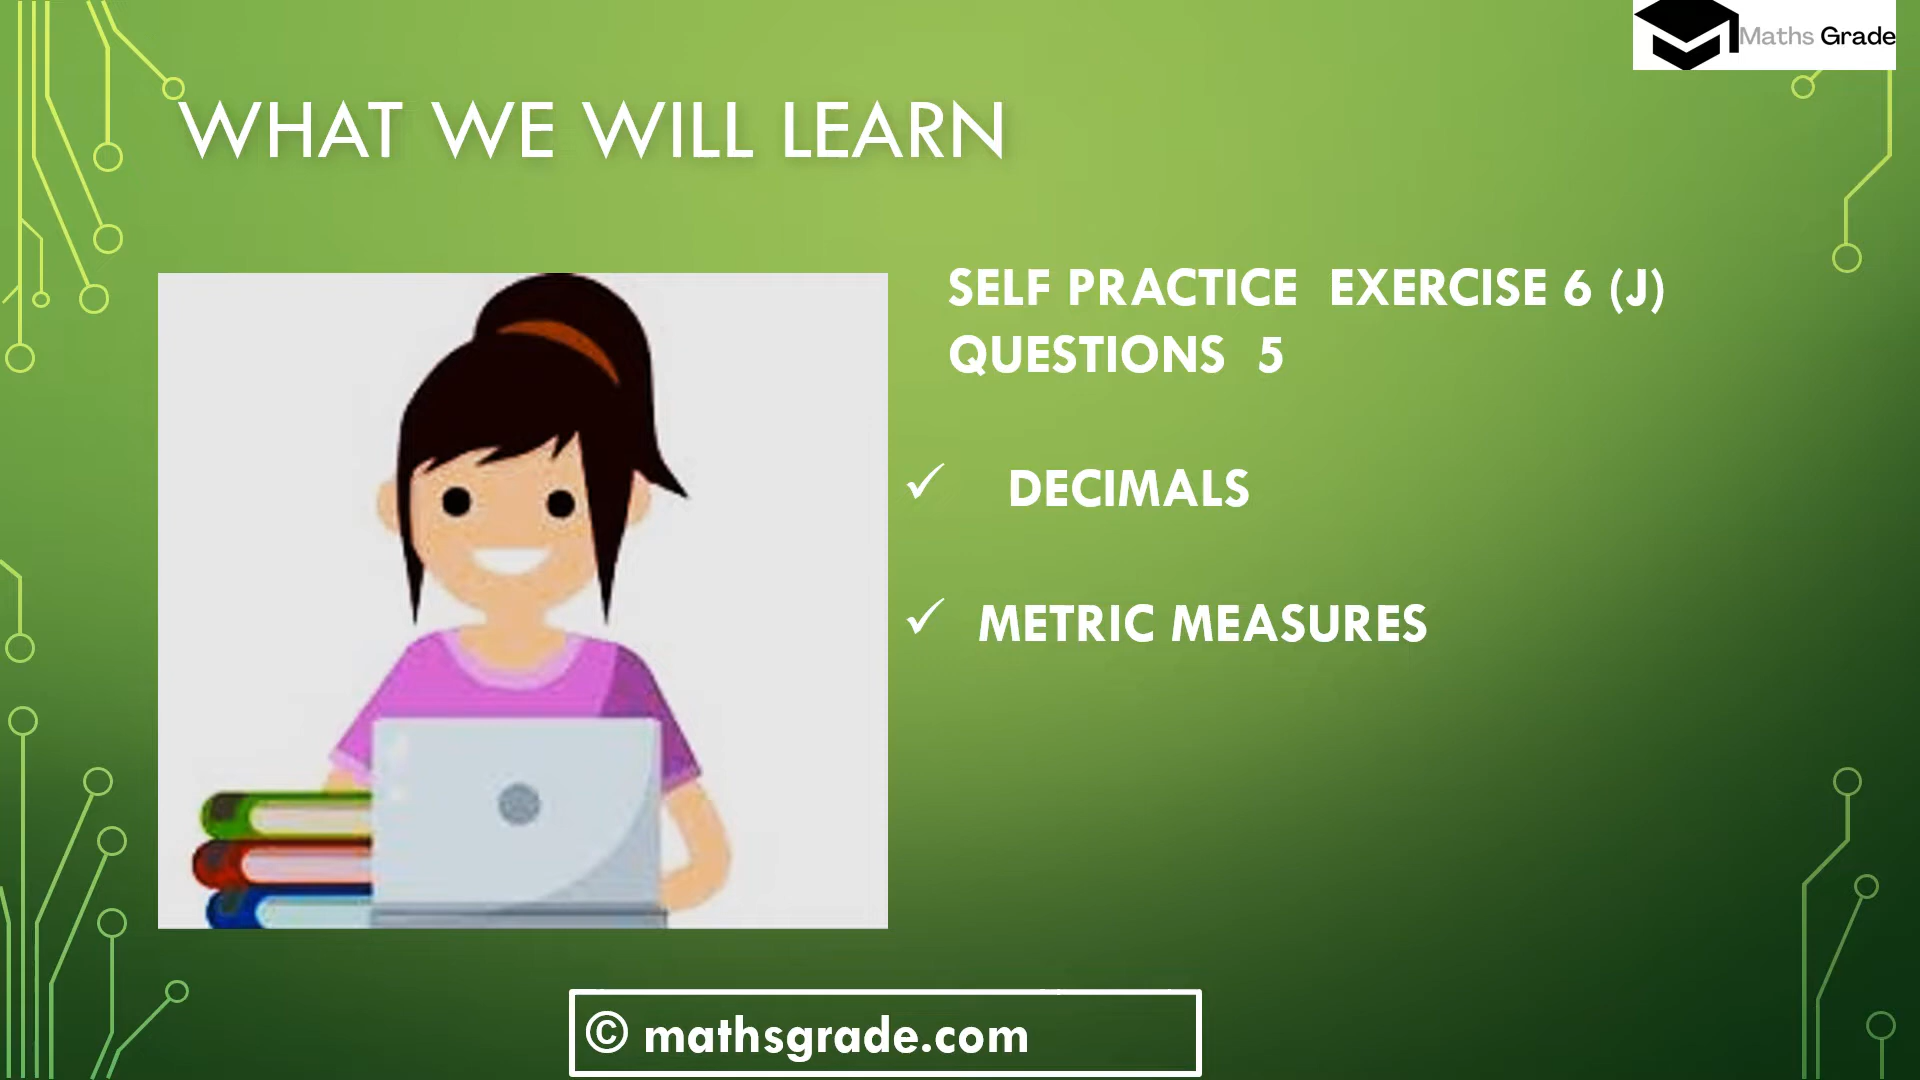 Maths Grade
WHAT WE WILL LEARN
SELF PRACTICE EXERCISE 6 (J)
QUESTIONS 5
✓ DECIMALS
✓ METRIC MEASURES
© mathsgrade.com